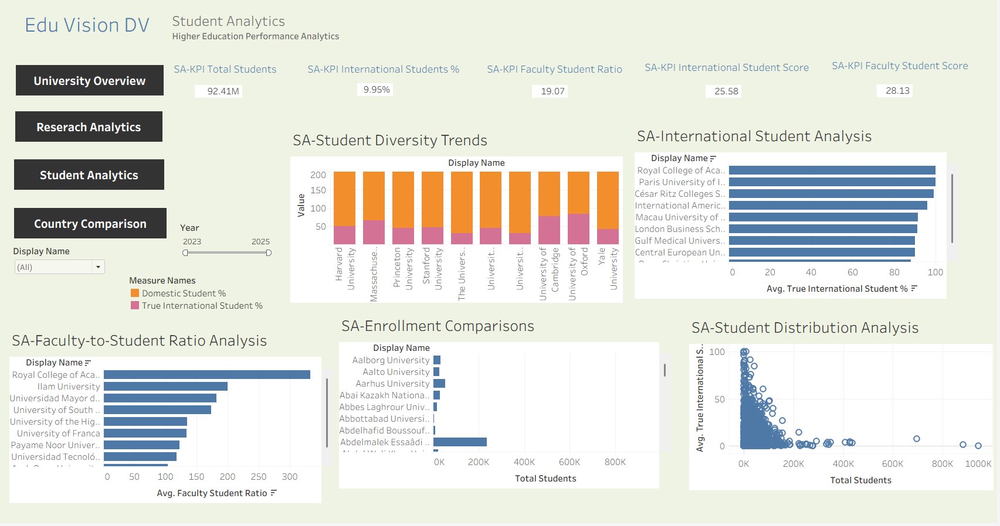 Edu Vision DV
Student Analytics
Higher Education Performance Analytics
University Overview
Reserach Analytics
Student Analytics
Country Comparison
SA-KPI Total Students
92.41M
SA-KPI International Students %
9.95%
SA-KPI Faculty Student Ratio
19.07
SA-KPI International Student Score
25.58
SA-KPI Faculty Student Score
28.13
Display Name
(All)
Year
2023
2025
Measure Names
Domestic Student %
True International Student %
SA-Student Diversity Trends
Display Name
Value
200
150
100
50
Harvard
University
Massachuse..
Princeton
University
Stanford
University
The Univers..
Universit..
Universit..
University of
Cambridge
University of
Oxford
Yale
University
SA-International Student Analysis
Display Name
Royal College of Aca..
Paris University of I..
César Ritz Colleges S..
International Americ..
Macau University of ..
London Business Sch..
Gulf Medical Univers..
Central European Un..
0 20 40 60 80 100
Avg. True International Student %
SA-Faculty-to-Student Ratio Analysis
Display Name
Royal College of Aca..
Ilam University
Universidad Mayor d..
University of South ..
University of the Hig..
University of Franca
Payame Noor Univer..
Universidad Tecnoló..
0 50 100 150 200 250 300
Avg. Faculty Student Ratio
SA-Enrollment Comparisons
Display Name
Aalborg University
Aalto University
Aarhus University
Abai Kazakh Nationa..
Abbes Laghrour Univ..
Abbottabad Universi..
Abdelhafid Boussouf..
Abdelmalek Essaâdi ..
0K 200K 400K 600K 800K
Total Students
SA-Student Distribution Analysis
Avg. True International S..
100
50
0
0K 200K 400K 600K 800K 1000K
Total Students